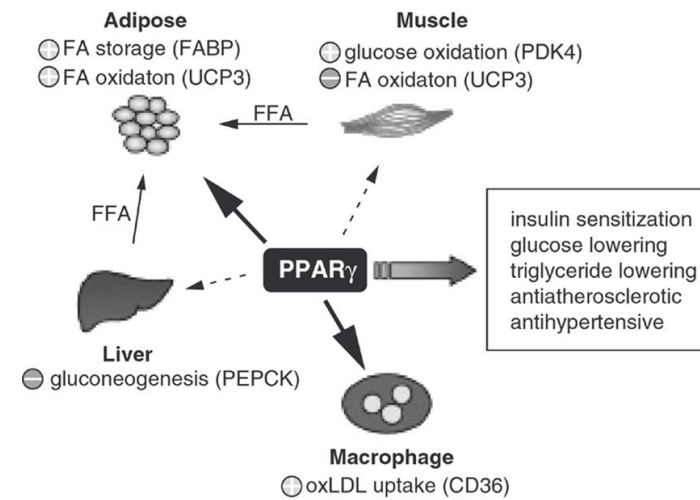 Adipose
⊕ FA storage (FABP)
⊕ FA oxidaton (UCP3)
Muscle
⊕ glucose oxidation (PDK4)
⊖ FA oxidaton (UCP3)
FFA
FFA
PPARγ
insulin sensitization
glucose lowering
triglyceride lowering
antiatherosclerotic
antihypertensive
Liver
⊖ gluconeogenesis (PEPCK)
Macrophage
⊕ oxLDL uptake (CD36)